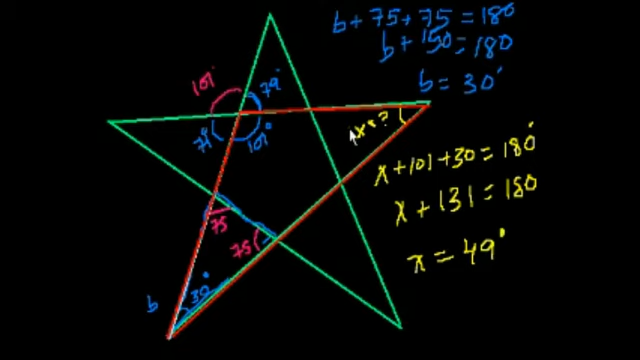 b + 75 + 75 = 180
b + 150 = 180
b = 30°
101°
79°
79°
101°
x = ?
x + 101 + 30 = 180°
x + 131 = 180
x = 49°
75
75
30°
b